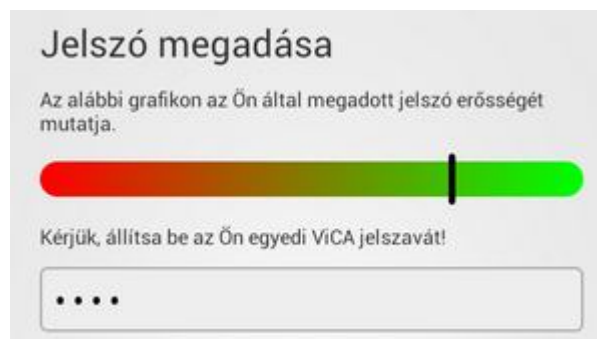 Jelszó megadása
Az alábbi grafikon az Ön által megadott jelszó erősségét
mutatja.
Kérjük, állítsa be az Ön egyedi ViCA jelszavát!
••••